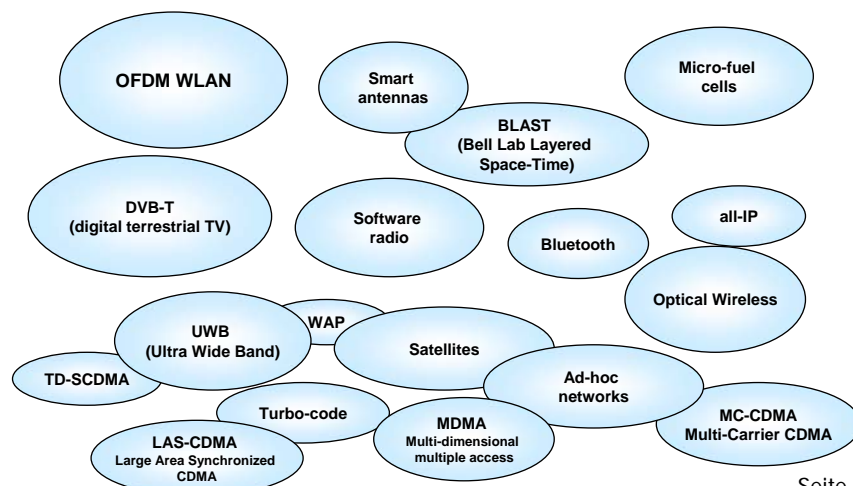 OFDM WLAN
Smart
antennas
Micro-fuel
cells
BLAST
(Bell Lab Layered
Space-Time)
DVB-T
(digital terrestrial TV)
Software
radio
Bluetooth
all-IP
Optical Wireless
UWB
(Ultra Wide Band)
WAP
Satellites
TD-SCDMA
Ad-hoc
networks
Turbo-code
MDMA
Multi-dimensional
multiple access
MC-CDMA
Multi-Carrier CDMA
LAS-CDMA
Large Area Synchronized
CDMA
Seite